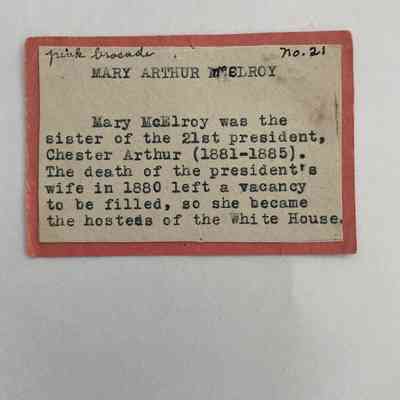 pink brocade no. 21
MARY ARTHUR McELROY
Mary McElroy was the
sister of the 21st president,
Chester Arthur (1881-1885).
The death of the president's
wife in 1880 left a vacancy
to be filled, so she became
the hostess of the White House.